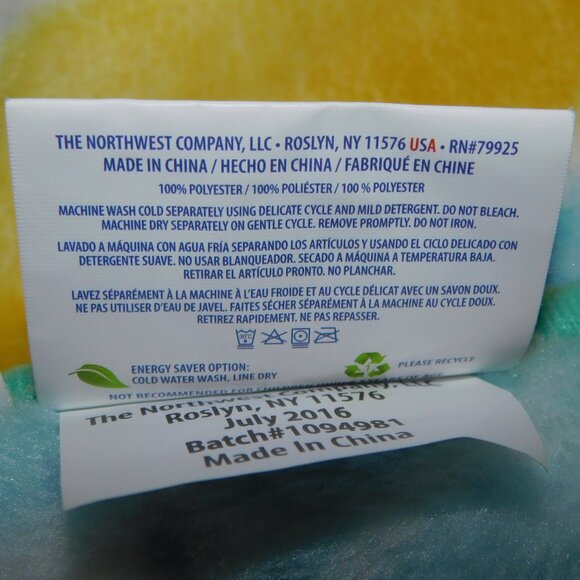 THE NORTHWEST COMPANY, LLC • ROSLYN, NY 11576 USA • RN#79925
MADE IN CHINA / HECHO EN CHINA / FABRIQUÉ EN CHINE
100% POLYESTER / 100% POLIÉSTER / 100 % POLYESTER
MACHINE WASH COLD SEPARATELY USING DELICATE CYCLE AND MILD DETERGENT. DO NOT BLEACH.
MACHINE DRY SEPARATELY ON GENTLE CYCLE. REMOVE PROMPTLY. DO NOT IRON.
LAVADO A MÁQUINA CON AGUA FRÍA SEPARANDO LOS ARTÍCULOS Y USANDO EL CICLO DELICADO CON
DETERGENTE SUAVE. NO USAR BLANQUEADOR. SECADO A MÁQUINA A TEMPERATURA BAJA.
RETIRAR EL ARTÍCULO PRONTO. NO PLANCHAR.
LAVEZ SÉPARÉMENT À LA MACHINE À L'EAU FROIDE ET AU CYCLE DÉLICAT AVEC UN SAVON DOUX.
NE PAS UTILISER D'EAU DE JAVEL. FAITES SÉCHER SÉPARÉMENT À LA MACHINE AU CYCLE DOUX.
RETIREZ RAPIDEMENT. NE PAS REPASSER.
30°C
ENERGY SAVER OPTION:
COLD WATER WASH, LINE DRY
PLEASE RECYCLE
NOT RECOMMENDED FOR CHILDREN
The Northwest
Roslyn, NY 11576
July 2016
Batch#1094981
Made In China